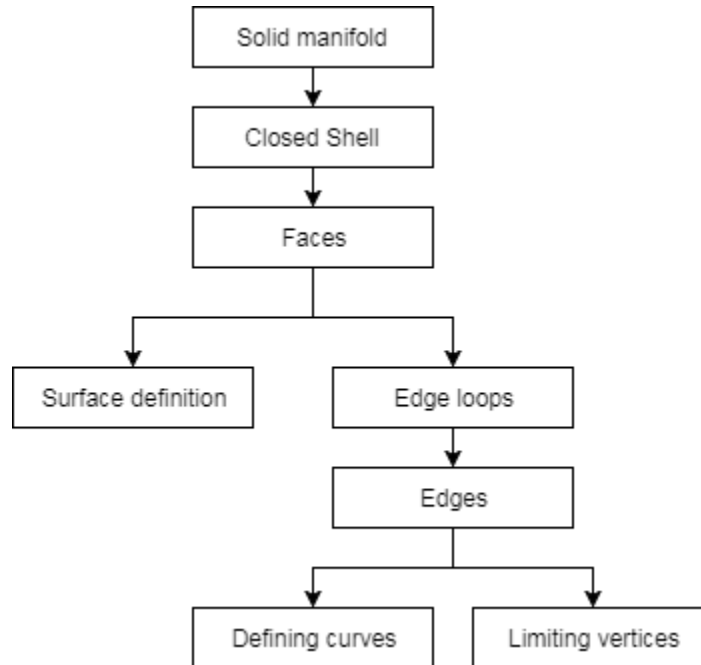 Solid manifold
Closed Shell
Faces
Surface definition
Edge loops
Edges
Defining curves
Limiting vertices